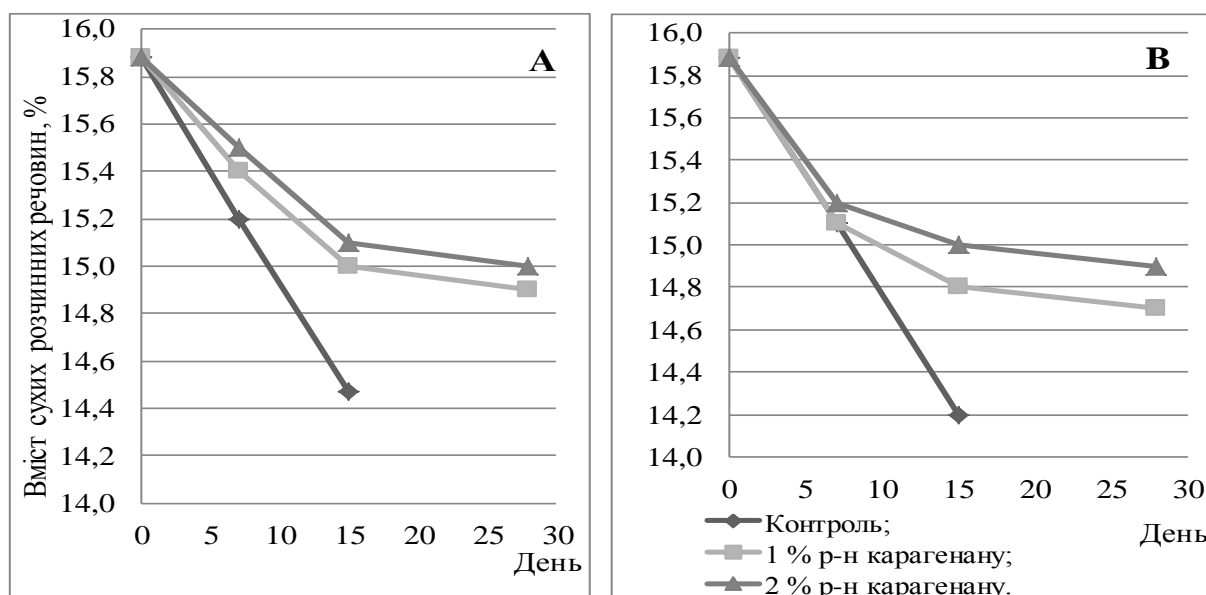 Вміст сухих розчинних речовин, %
16,0
15,8
15,6
15,4
15,2
15,0
14,8
14,6
14,4
14,2
14,0
0 5 10 15 20 25 30
День
А
16,0
15,8
15,6
15,4
15,2
15,0
14,8
14,6
14,4
14,2
14,0
0 5 10 15 20 25 30
День
В
Контроль;
1 % р-н карагенану;
2 % р-н карагенану.